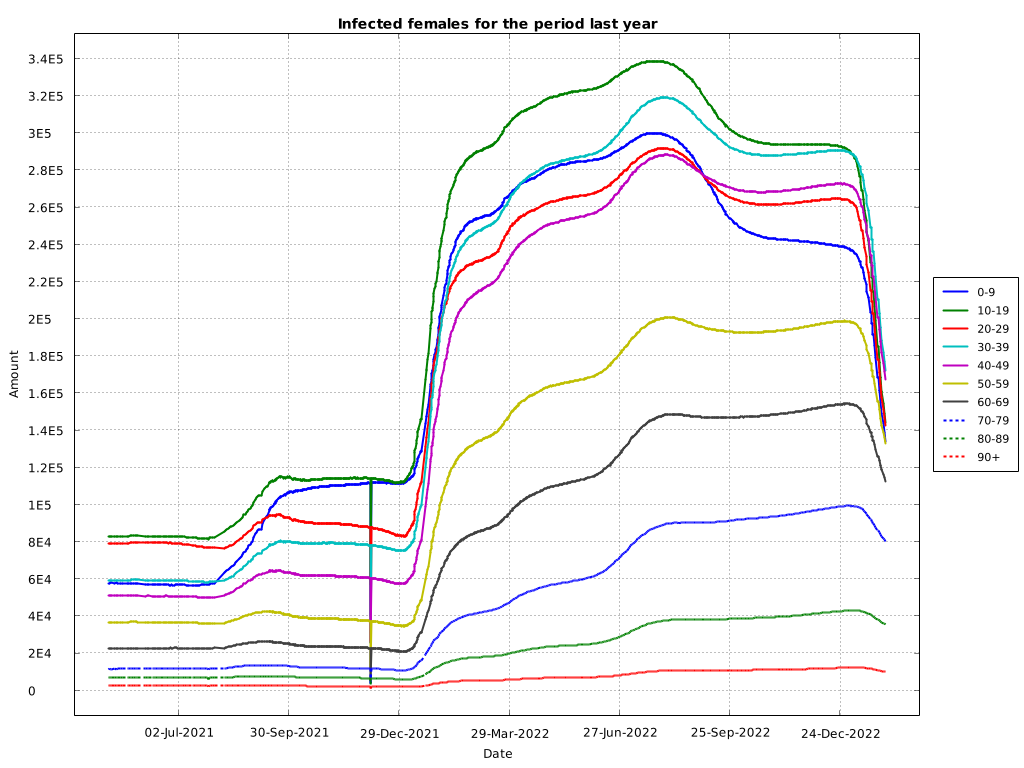 Infected females for the period last year
3.4E5
3.2E5
3E5
2.8E5
2.6E5
2.4E5
2.2E5
2E5
1.8E5
1.6E5
1.4E5
1.2E5
1E5
8E4
6E4
4E4
2E4
0
Amount
02-Jul-2021 30-Sep-2021 29-Dec-2021 29-Mar-2022 27-Jun-2022 25-Sep-2022 24-Dec-2022
Date
0-9
10-19
20-29
30-39
40-49
50-59
60-69
70-79
80-89
90+